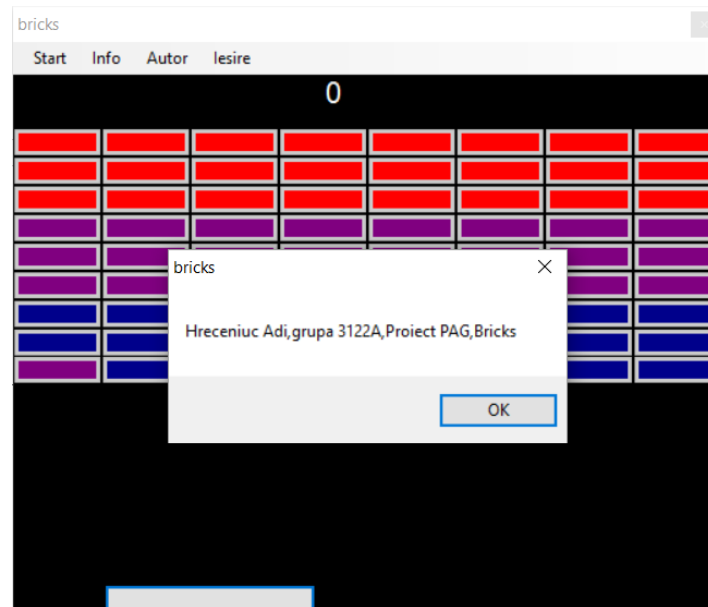 bricks
Start Info Autor Iesire
0
bricks
Hreceniuc Adi,grupa 3122A,Proiect PAG,Bricks
OK